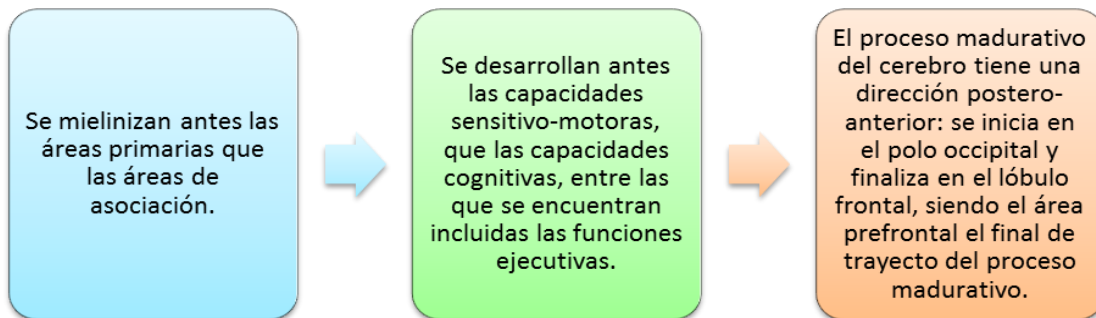 Se mielinizan antes las
áreas primarias que
las áreas de
asociación.
Se desarrollan antes
las capacidades
sensitivo-motoras,
que las capacidades
cognitivas, entre las
que se encuentran
incluidas las funciones
ejecutivas.
El proceso madurativo
del cerebro tiene una
dirección postero-
anterior: se inicia en
el polo occipital y
finaliza en el lóbulo
frontal, siendo el área
prefrontal el final de
trayecto del proceso
madurativo.